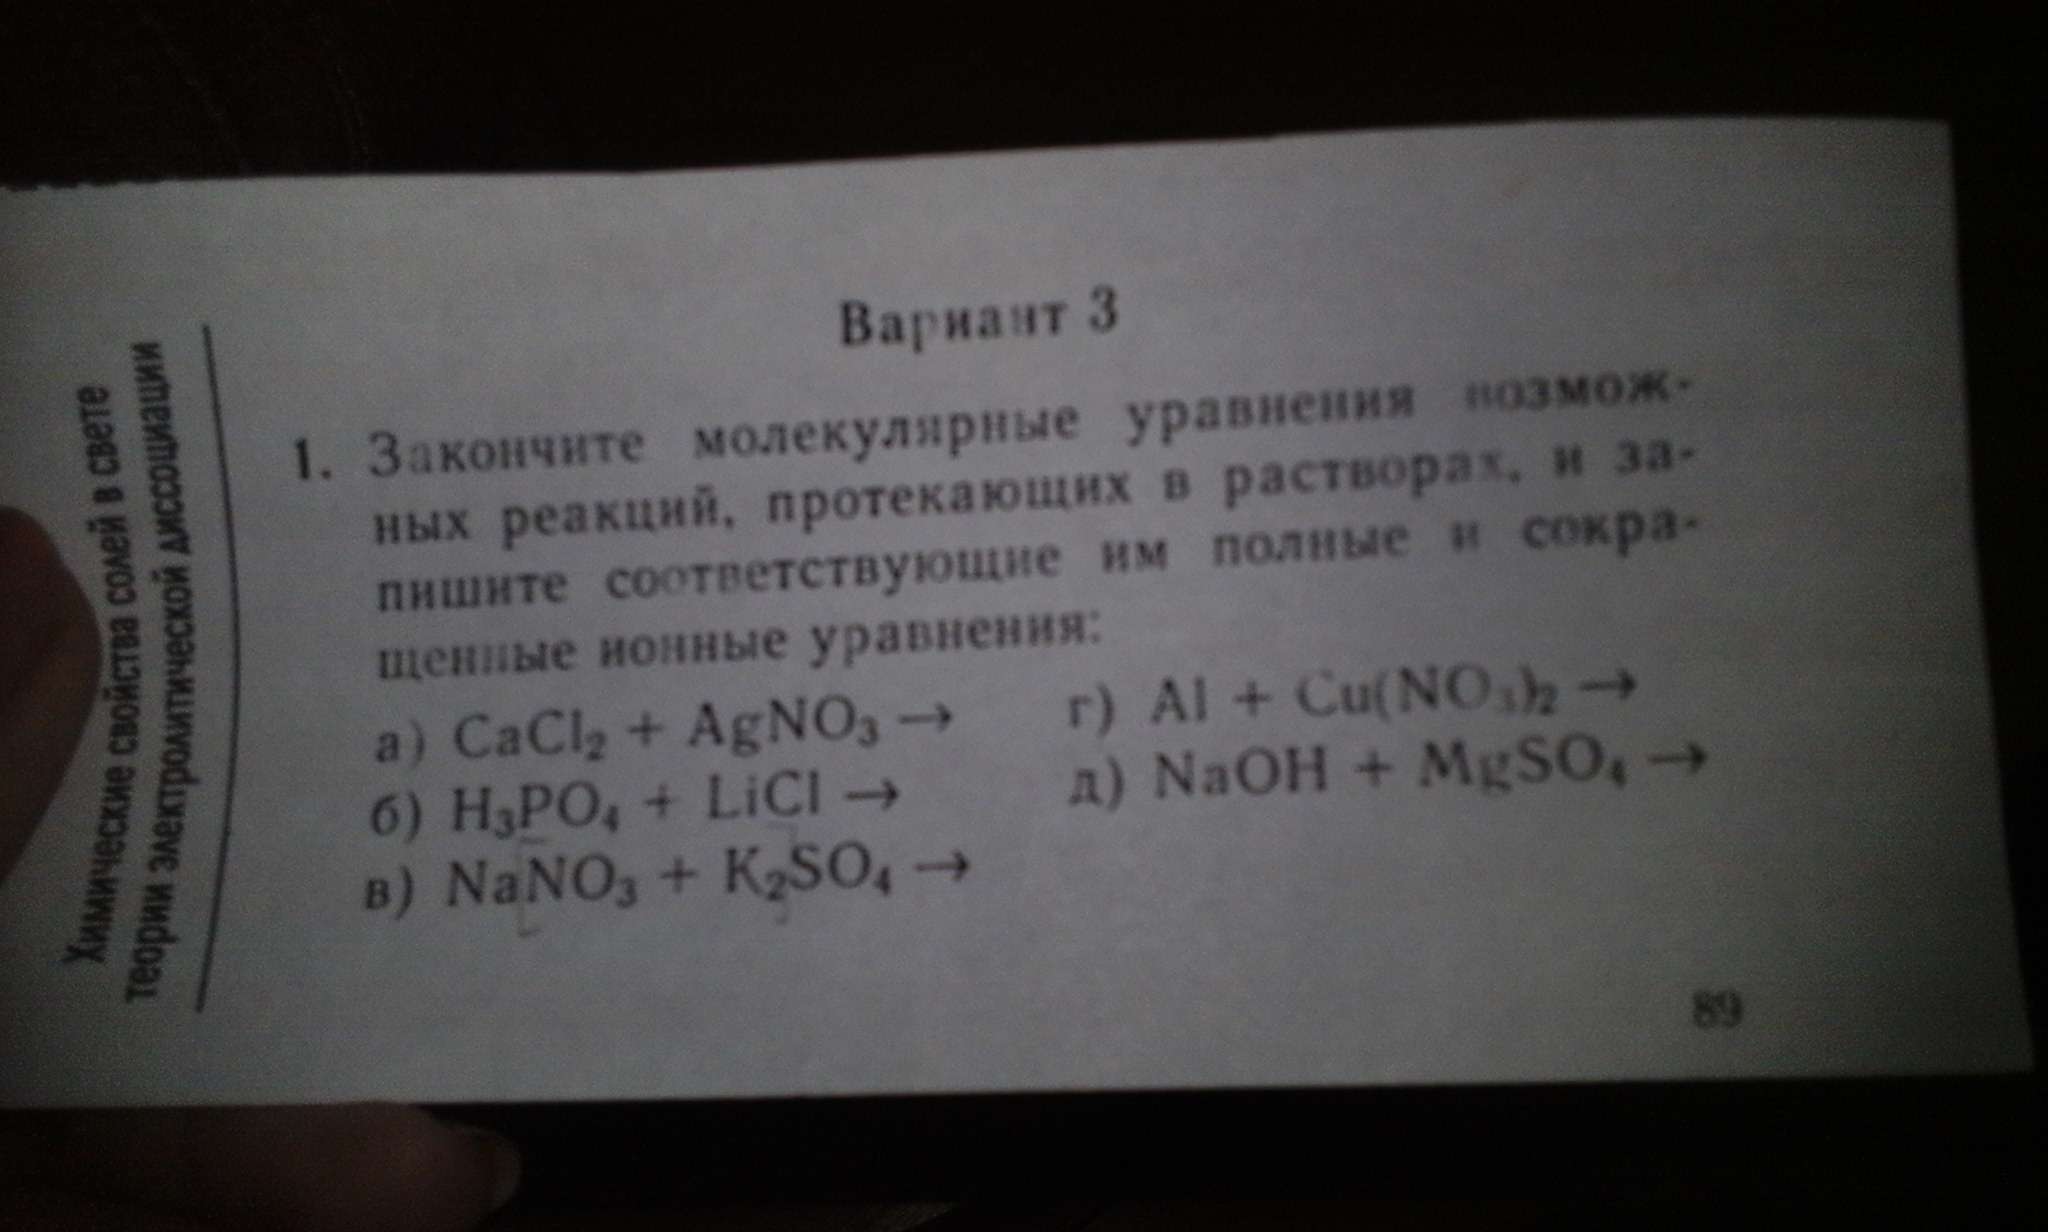 Химические свойства солей в свете
теории электролитической диссоциации
Вариант 3
1. Закончите молекулярные уравнения возмож-
ных реакций, протекающих в растворах, и за-
пишите соответствующие им полные и сокра-
щенные ионные уравнения:
а) CaCl₂ + AgNO₃ →
б) H₃PO₄ + LiCl →
в) NaNO₃ + K₂SO₄ →
г) Al + Cu(NO₃)₂ →
д) NaOH + MgSO₄ →
89